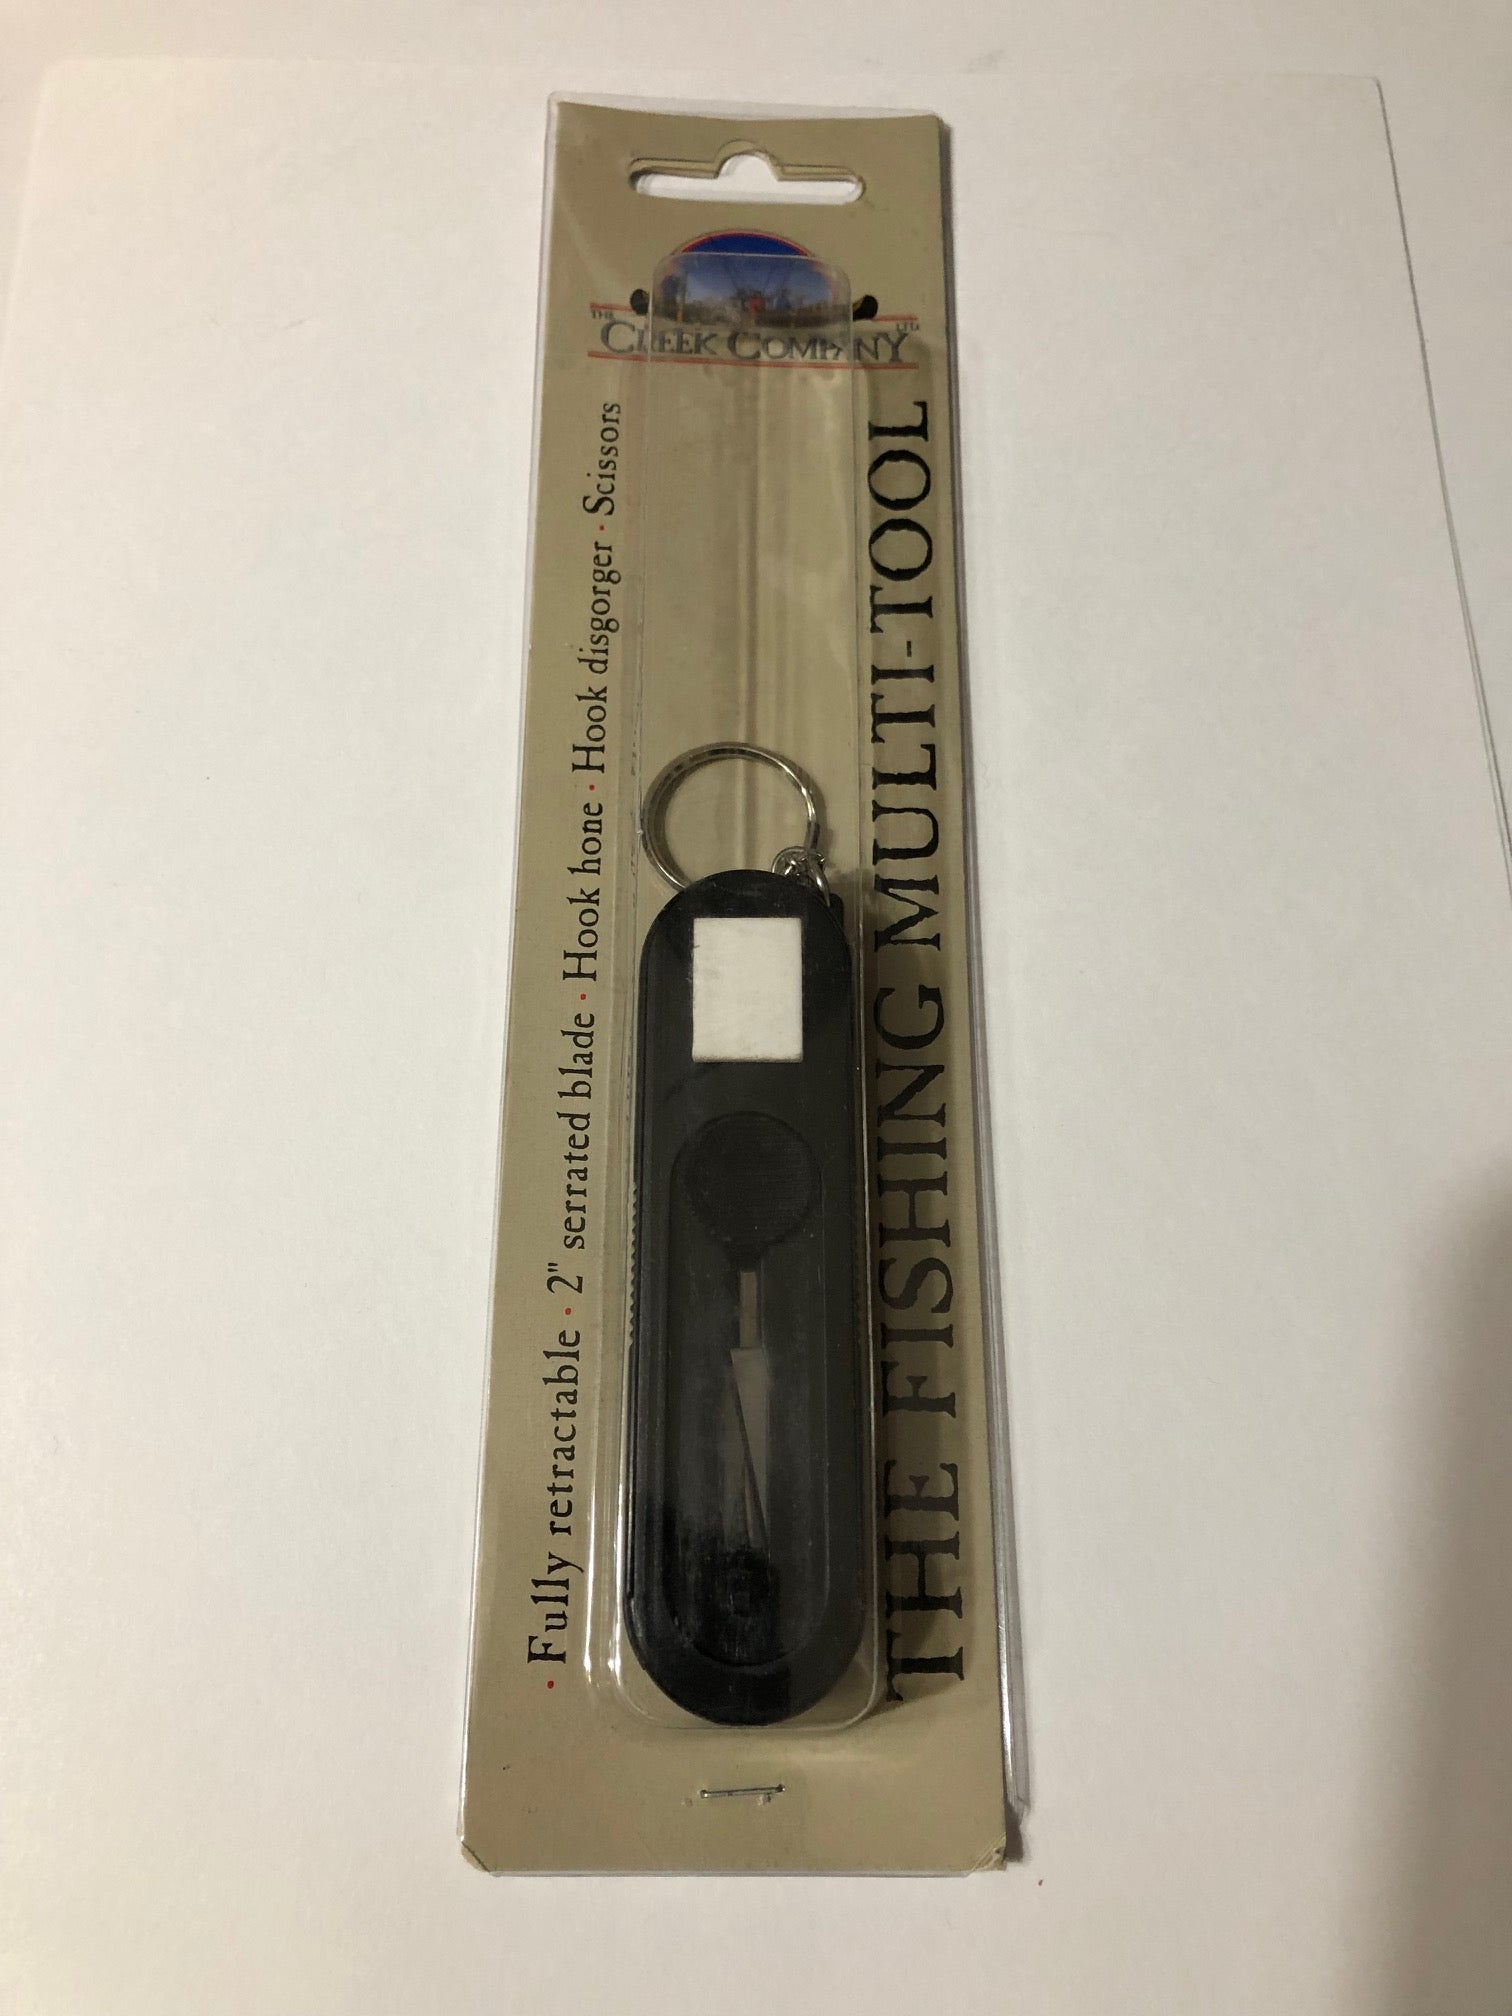 THE
CREEK COMPANY
LTD
· Fully retractable · 2" serrated blade · Hook hone · Hook disgorger · Scissors
THE FISHING MULTI-TOOL